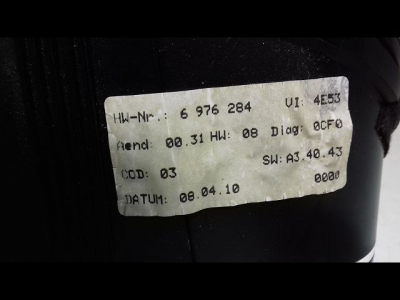 HW-Nr.: 6 976 284 VI: 4E53
Aend: 00.31 HW: 08 Diag: 0CF0
COD: 03 SW: A3.40.43
DATUM: 08.04.10 0000